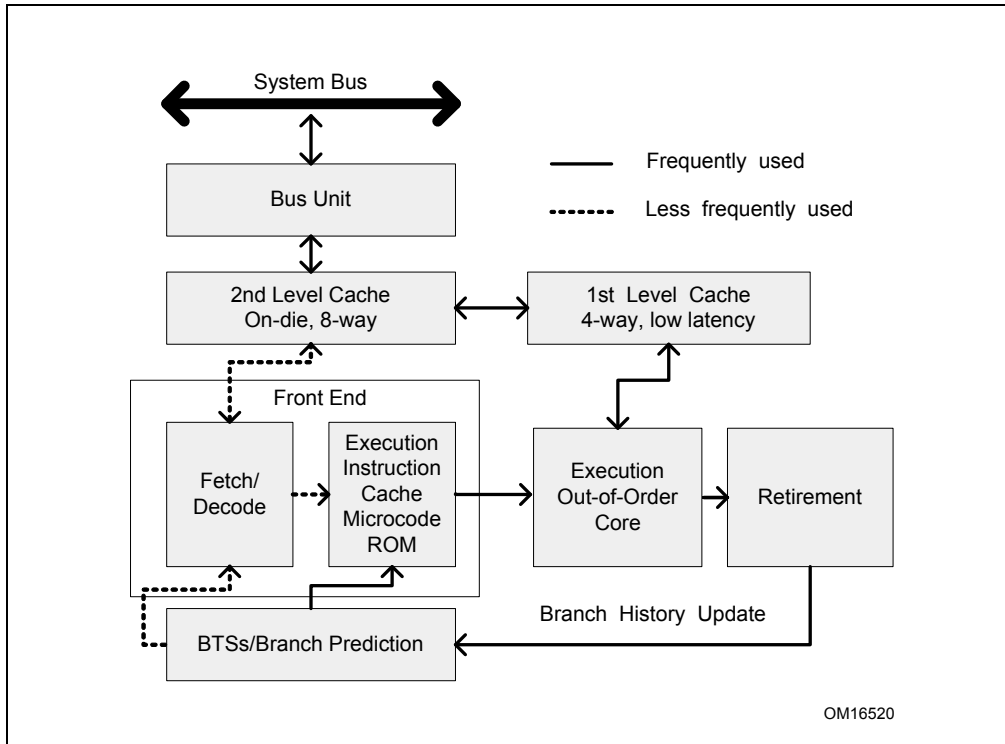 System Bus
Frequently used
Less frequently used
Bus Unit
2nd Level Cache
On-die, 8-way
1st Level Cache
4-way, low latency
Front End
Fetch/
Decode
Execution
Instruction
Cache
Microcode
ROM
Execution
Out-of-Order
Core
Retirement
Branch History Update
BTSs/Branch Prediction
OM16520